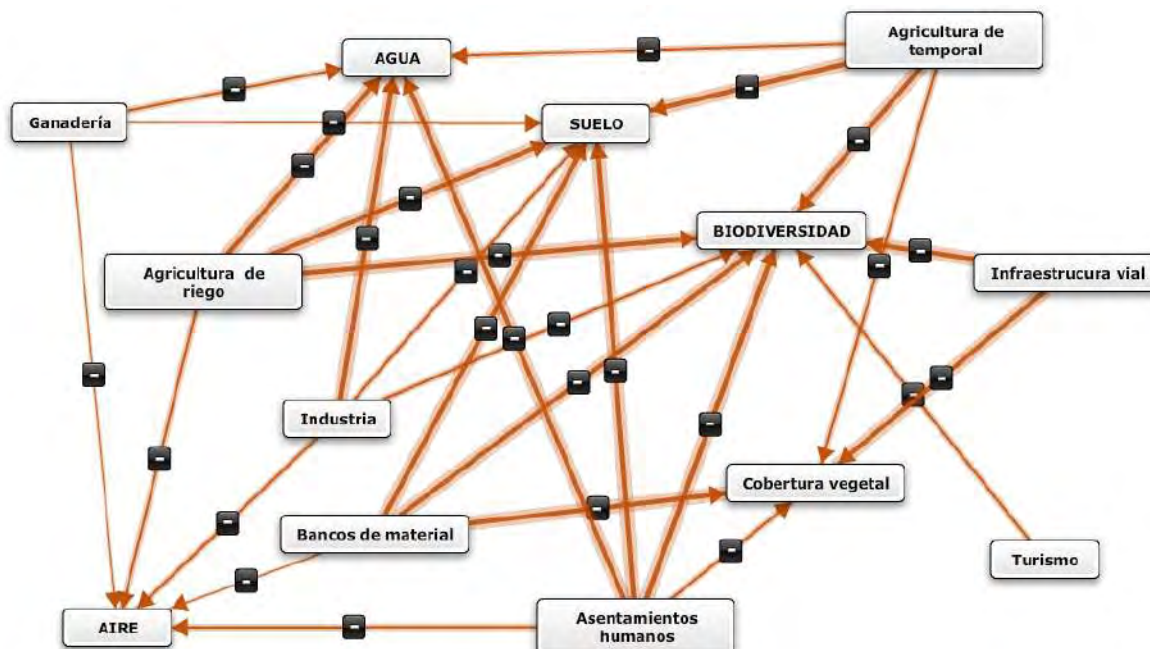 Agricultura de
temporal
AGUA
Ganadería
SUELO
BIODIVERSIDAD
Infraestrucura vial
Agricultura de
riego
Industria
Cobertura vegetal
Bancos de material
Turismo
AIRE
Asentamientos
humanos